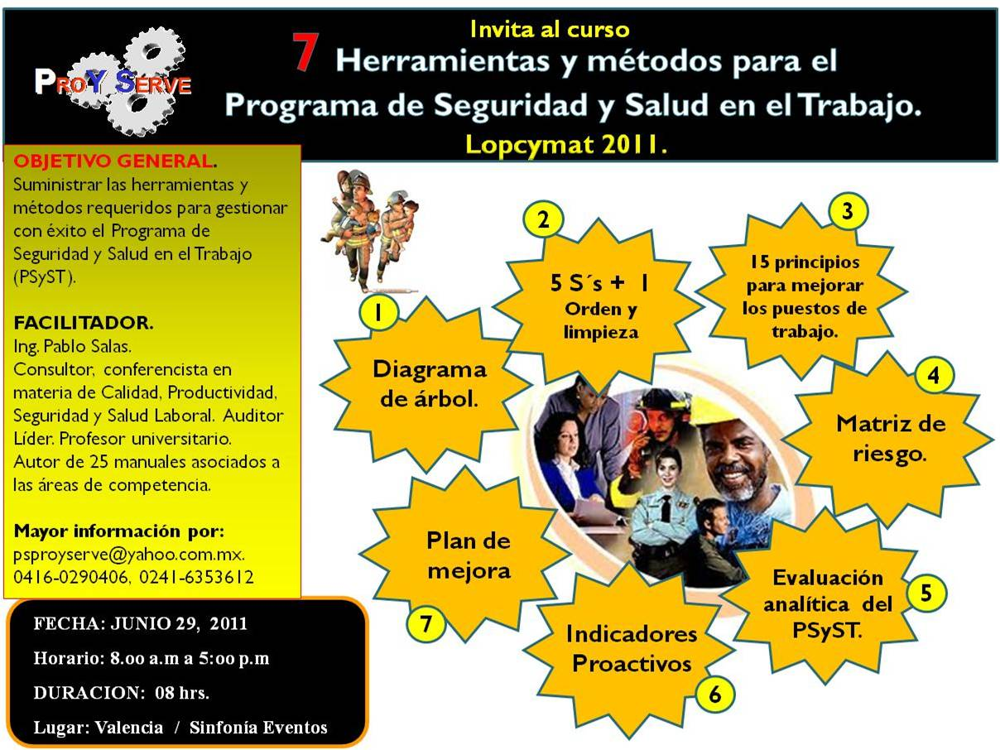 Invita al curso
7 Herramientas y métodos para el
Programa de Seguridad y Salud en el Trabajo.
Lopcymat 2011.
PROY SERVE
OBJETIVO GENERAL.
Suministrar las herramientas y
métodos requeridos para gestionar
con éxito el Programa de
Seguridad y Salud en el Trabajo
(PSyST).
FACILITADOR.
Ing. Pablo Salas.
Consultor, conferencista en
materia de Calidad, Productividad,
Seguridad y Salud Laboral. Auditor
Líder. Profesor universitario.
Autor de 25 manuales asociados a
las áreas de competencia.
Mayor información por:
psproyserve@yahoo.com.mx.
0416-0290406, 0241-6353612
FECHA: JUNIO 29, 2011
Horario: 8.oo a.m a 5:oo p.m
DURACION: 08 hrs.
Lugar: Valencia / Sinfonía Eventos
1
Diagrama
de árbol.
2
5 S´s + 1
Orden y
limpieza
3
15 principios
para mejorar
los puestos de
trabajo.
4
Matriz de
riesgo.
5
Evaluación
analítica del
PSyST.
6
Indicadores
Proactivos
7
Plan de
mejora